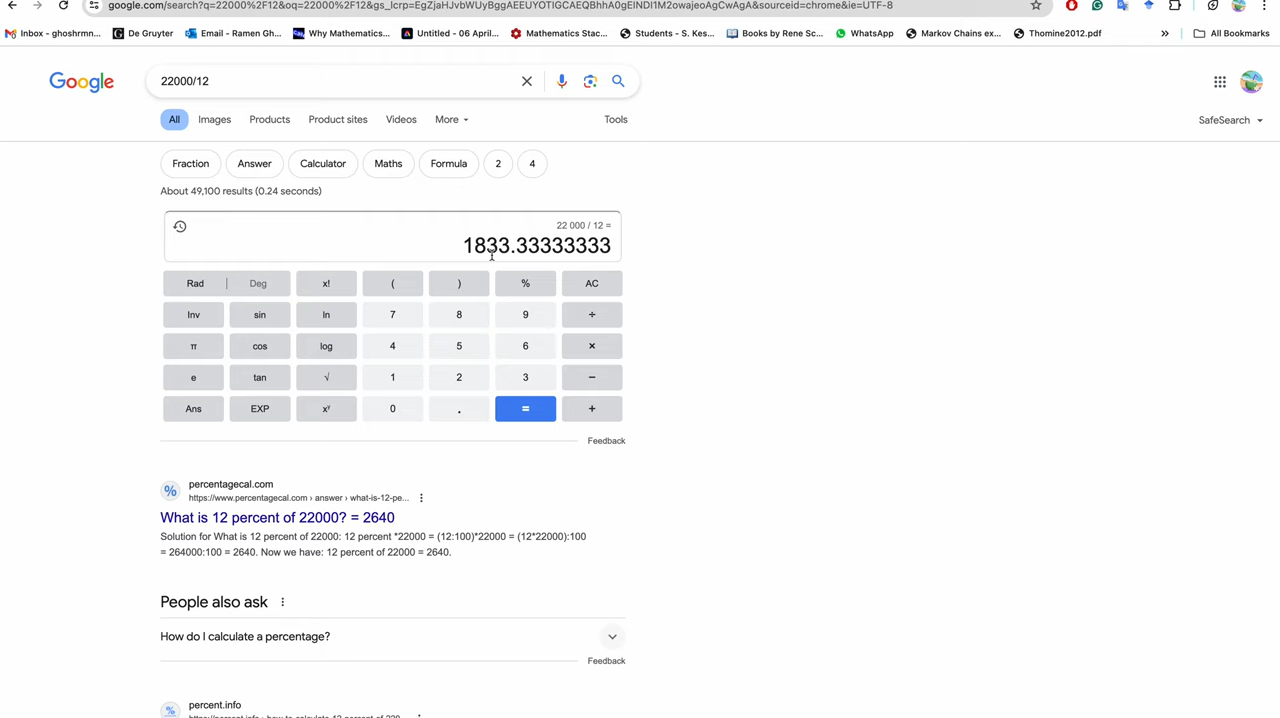 google.com/search?q=22000%2F12&oq=22000%2F12&gs_lcrp=EgZjaHJvbWUyBggAEEUYOTIGCAEQBhhA0gEINDI1M2owajeoAgCwAgA&sourceid=chrome&ie=UTF-8
Inbox - ghoshrmn... De Gruyter Email - Ramen Gh... Why Mathematics... Untitled - 06 April... Mathematics Stac... Students - S. Kes... Books by Rene Sc... WhatsApp Markov Chains ex... Thomine2012.pdf » All Bookmarks
Google 22000/12
All Images Products Product sites Videos More Tools SafeSearch
Fraction Answer Calculator Maths Formula 2 4
About 49,100 results (0.24 seconds)
22 000 / 12 =
1833.33333333
Rad | Deg x! ( ) % AC
Inv sin ln 7 8 9 ÷
π cos log 4 5 6 ×
e tan √ 1 2 3 −
Ans EXP xʸ 0 . = +
Feedback
percentagecal.com
https://www.percentagecal.com › answer › what-is-12-pe...
What is 12 percent of 22000? = 2640
Solution for What is 12 percent of 22000: 12 percent *22000 = (12:100)*22000 = (12*22000):100
= 264000:100 = 2640. Now we have: 12 percent of 22000 = 2640.
People also ask
How do I calculate a percentage?
Feedback
percent.info